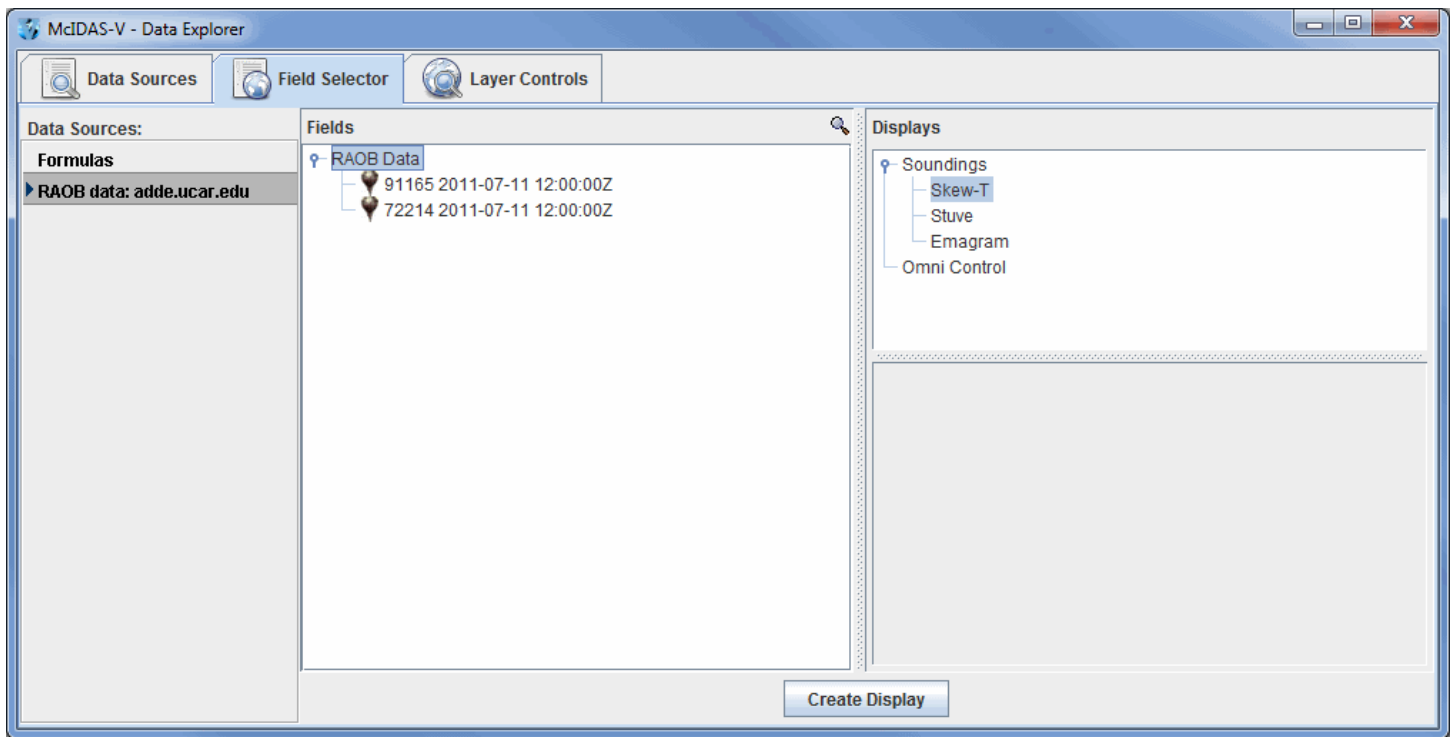 McIDAS-V - Data Explorer
Data Sources
Field Selector
Layer Controls
Data Sources:
Formulas
RAOB data: adde.ucar.edu
Fields
RAOB Data
91165 2011-07-11 12:00:00Z
72214 2011-07-11 12:00:00Z
Displays
Soundings
Skew-T
Stuve
Emagram
Omni Control
Create Display